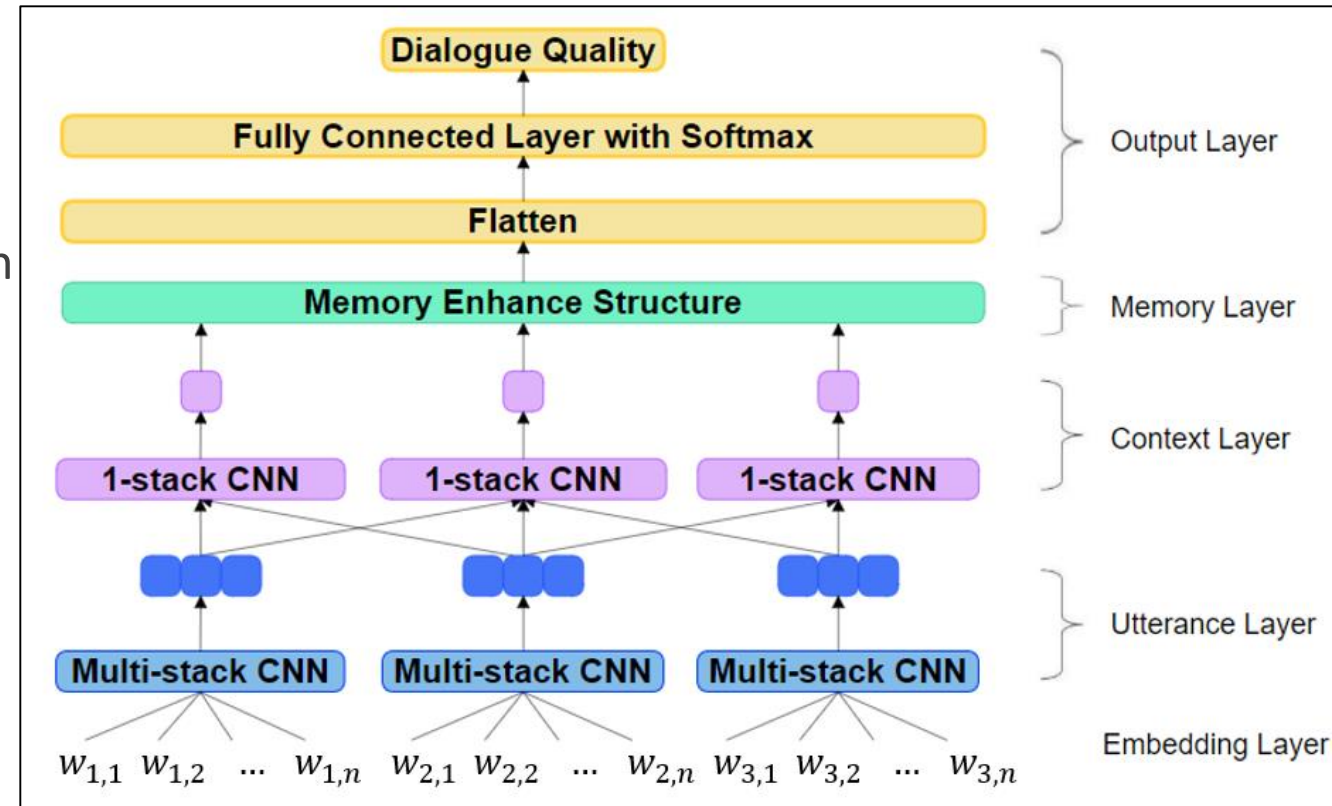 Dialogue Quality
Fully Connected Layer with Softmax
Output Layer
Flatten
n
Memory Enhance Structure
Memory Layer
Context Layer
1-stack CNN 1-stack CNN 1-stack CNN
Utterance Layer
Multi-stack CNN Multi-stack CNN Multi-stack CNN
Embedding Layer
w1,1 w1,2 ... w1,n w2,1 w2,2 ... w2,n w3,1 w3,2 ... w3,n